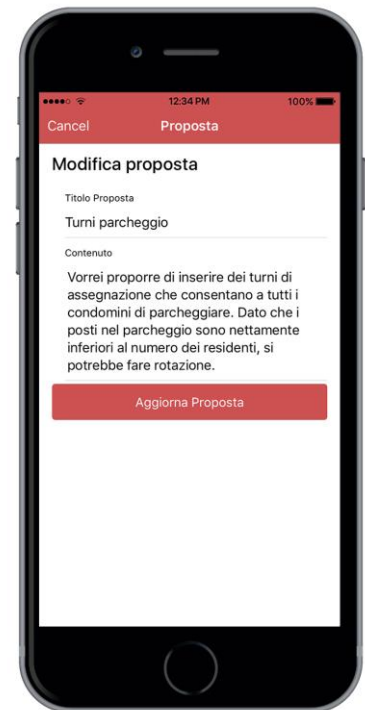 12:34 PM 100%
Cancel Proposta
Modifica proposta
Titolo Proposta
Turni parcheggio
Contenuto
Vorrei proporre di inserire dei turni di
assegnazione che consentano a tutti i
condomini di parcheggiare. Dato che i
posti nel parcheggio sono nettamente
inferiori al numero dei residenti, si
potrebbe fare rotazione.
Aggiorna Proposta